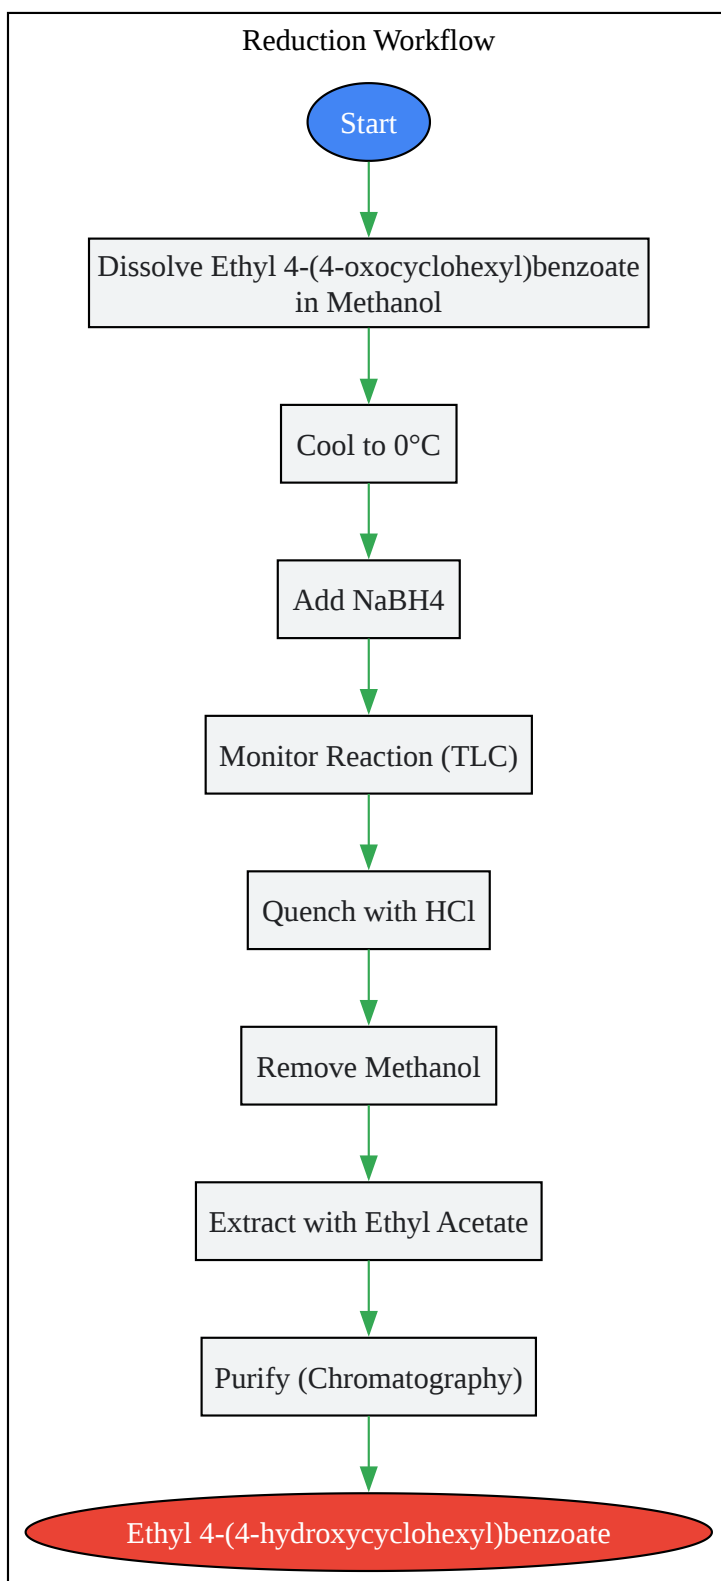 Reduction Workflow
Start
Dissolve Ethyl 4-(4-oxocyclohexyl)benzoate
in Methanol
Cool to 0°C
Add NaBH4
Monitor Reaction (TLC)
Quench with HCl
Remove Methanol
Extract with Ethyl Acetate
Purify (Chromatography)
Ethyl 4-(4-hydroxycyclohexyl)benzoate